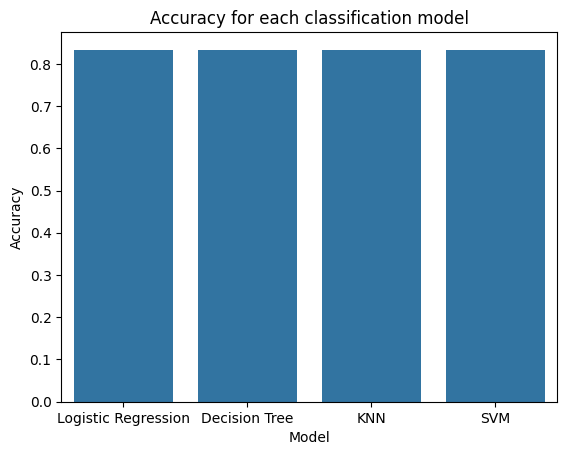 Accuracy for each classification model
Accuracy
0.8
0.7
0.6
0.5
0.4
0.3
0.2
0.1
0.0
Logistic Regression Decision Tree KNN SVM
Model